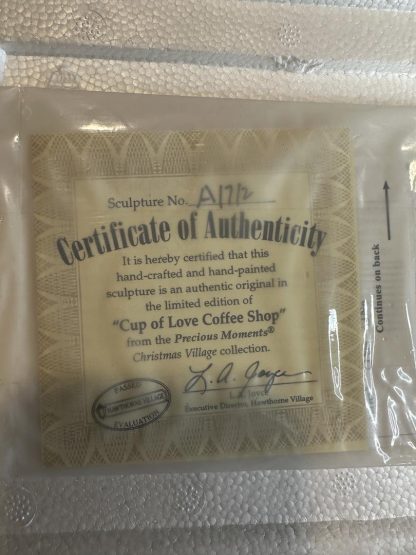 Sculpture No. A1712
Certificate of Authenticity
It is hereby certified that this
hand-crafted and hand-painted
sculpture is an authentic original in
the limited edition of
"Cup of Love Coffee Shop"
from the Precious Moments®
Christmas Village collection.
L. A. Joyce
L.A. Joyce
Executive Director, Hawthorne Village
PASSED
HAWTHORNE VILLAGE
EVALUATION
Continues on back